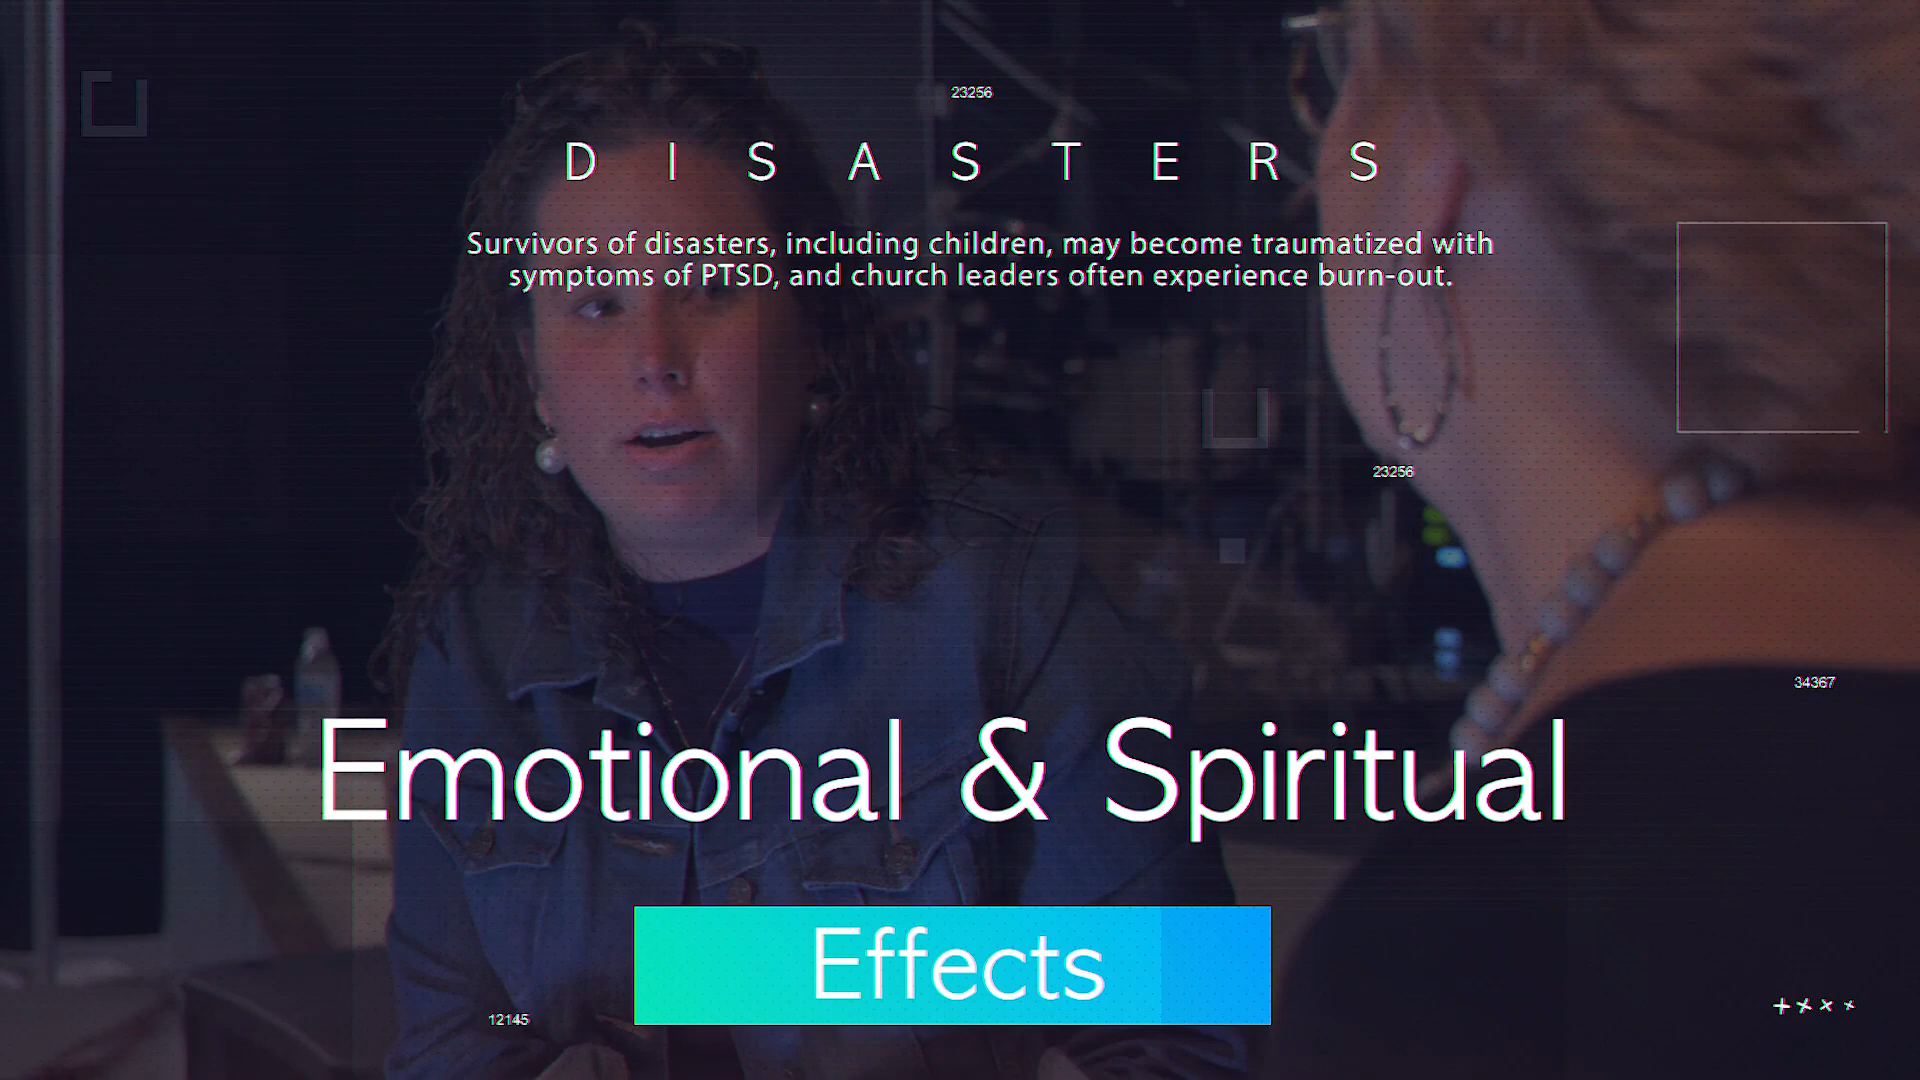 23256
DISASTERS
Survivors of disasters, including children, may become traumatized with
symptoms of PTSD, and church leaders often experience burn-out.
23256
34367
Emotional & Spiritual
Effects
12145